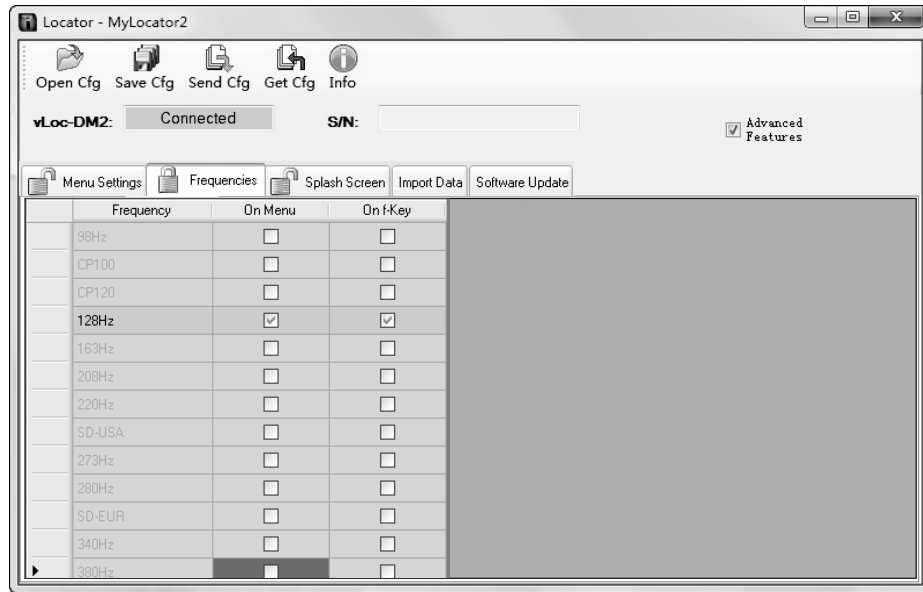 Locator - MyLocator2
Open Cfg Save Cfg Send Cfg Get Cfg Info
vLoc-DM2: Connected S/N: Advanced
Features
Menu Settings Frequencies Splash Screen Import Data Software Update
Frequency On Menu On f-Key
98Hz
CP100
CP120
128Hz
163Hz
208Hz
220Hz
SD-USA
273Hz
280Hz
SD-EUR
340Hz
380Hz